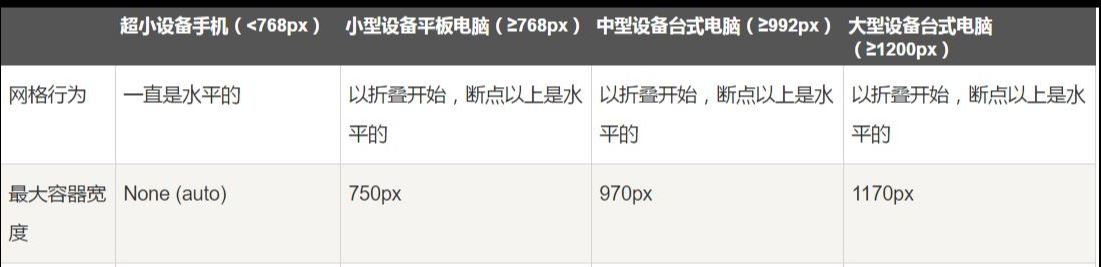 超小设备手机（<768px）	小型设备平板电脑（≥768px）	中型设备台式电脑（≥992px）	大型设备台式电脑
（≥1200px）
网格行为	一直是水平的	以折叠开始，断点以上是水	以折叠开始，断点以上是水	以折叠开始，断点以上是水
平的	平的	平的
最大容器宽	None (auto)	750px	970px	1170px
度